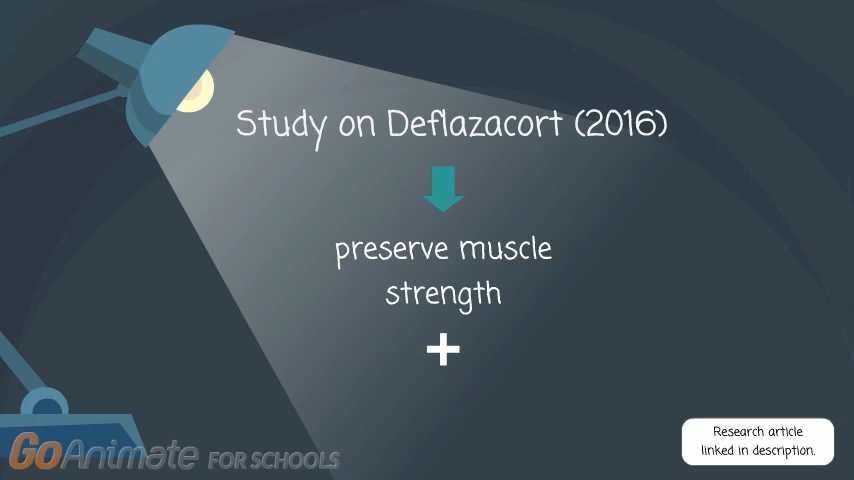 Study on Deflazacort (2016)
preserve muscle
strength
+
Research article
linked in description.
GoAnimate FOR SCHOOLS